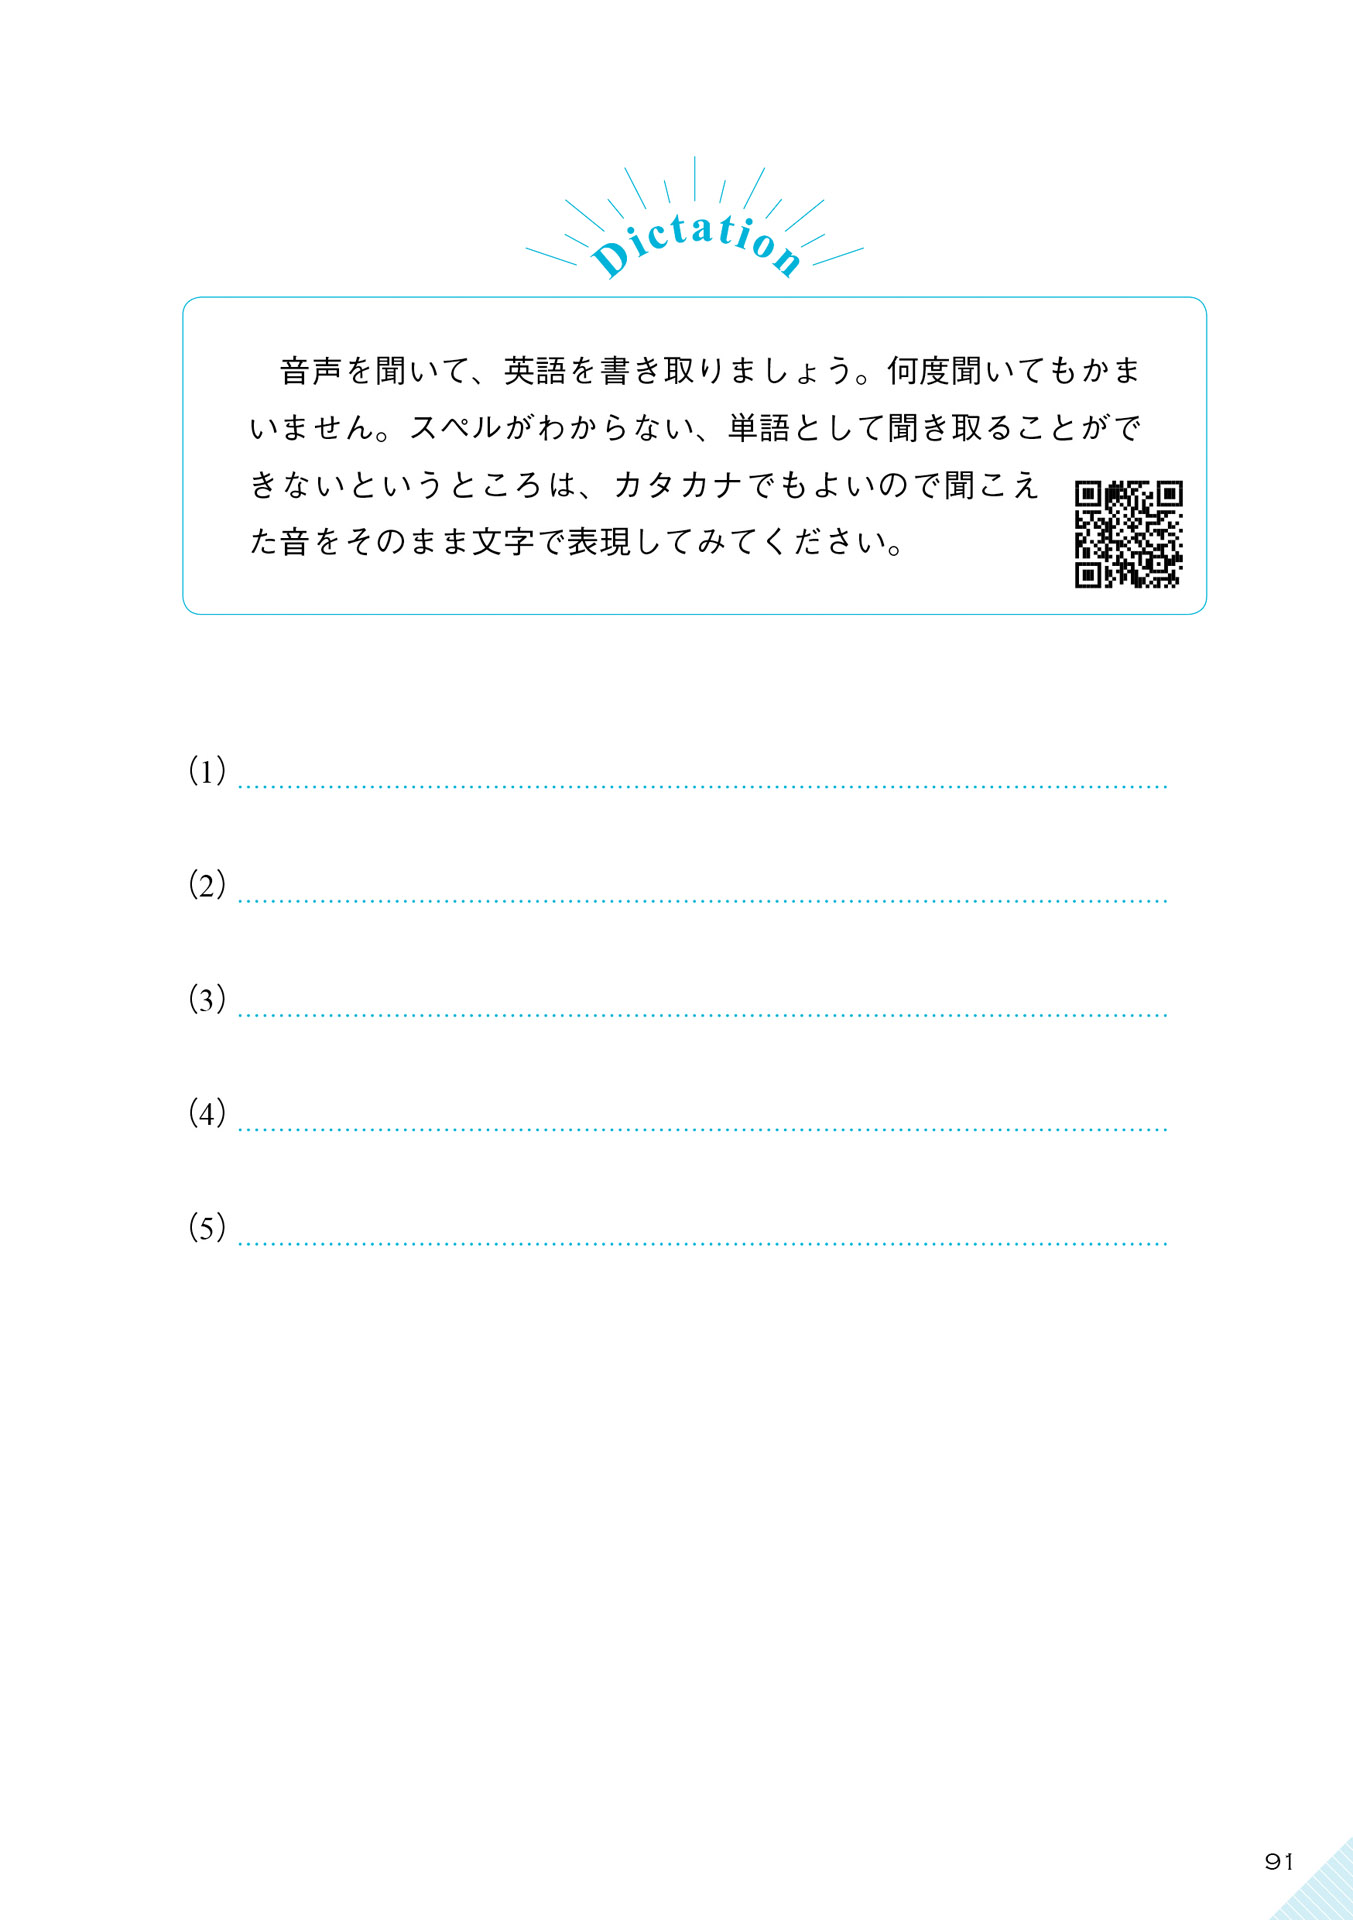 Dictation
音声を聞いて、英語を書き取りましょう。何度聞いてもかま
いません。スペルがわからない、単語として聞き取ることがで
きないというところは、カタカナでもよいので聞こえ
た音をそのまま文字で表現してみてください。
(1)
(2)
(3)
(4)
(5)
91